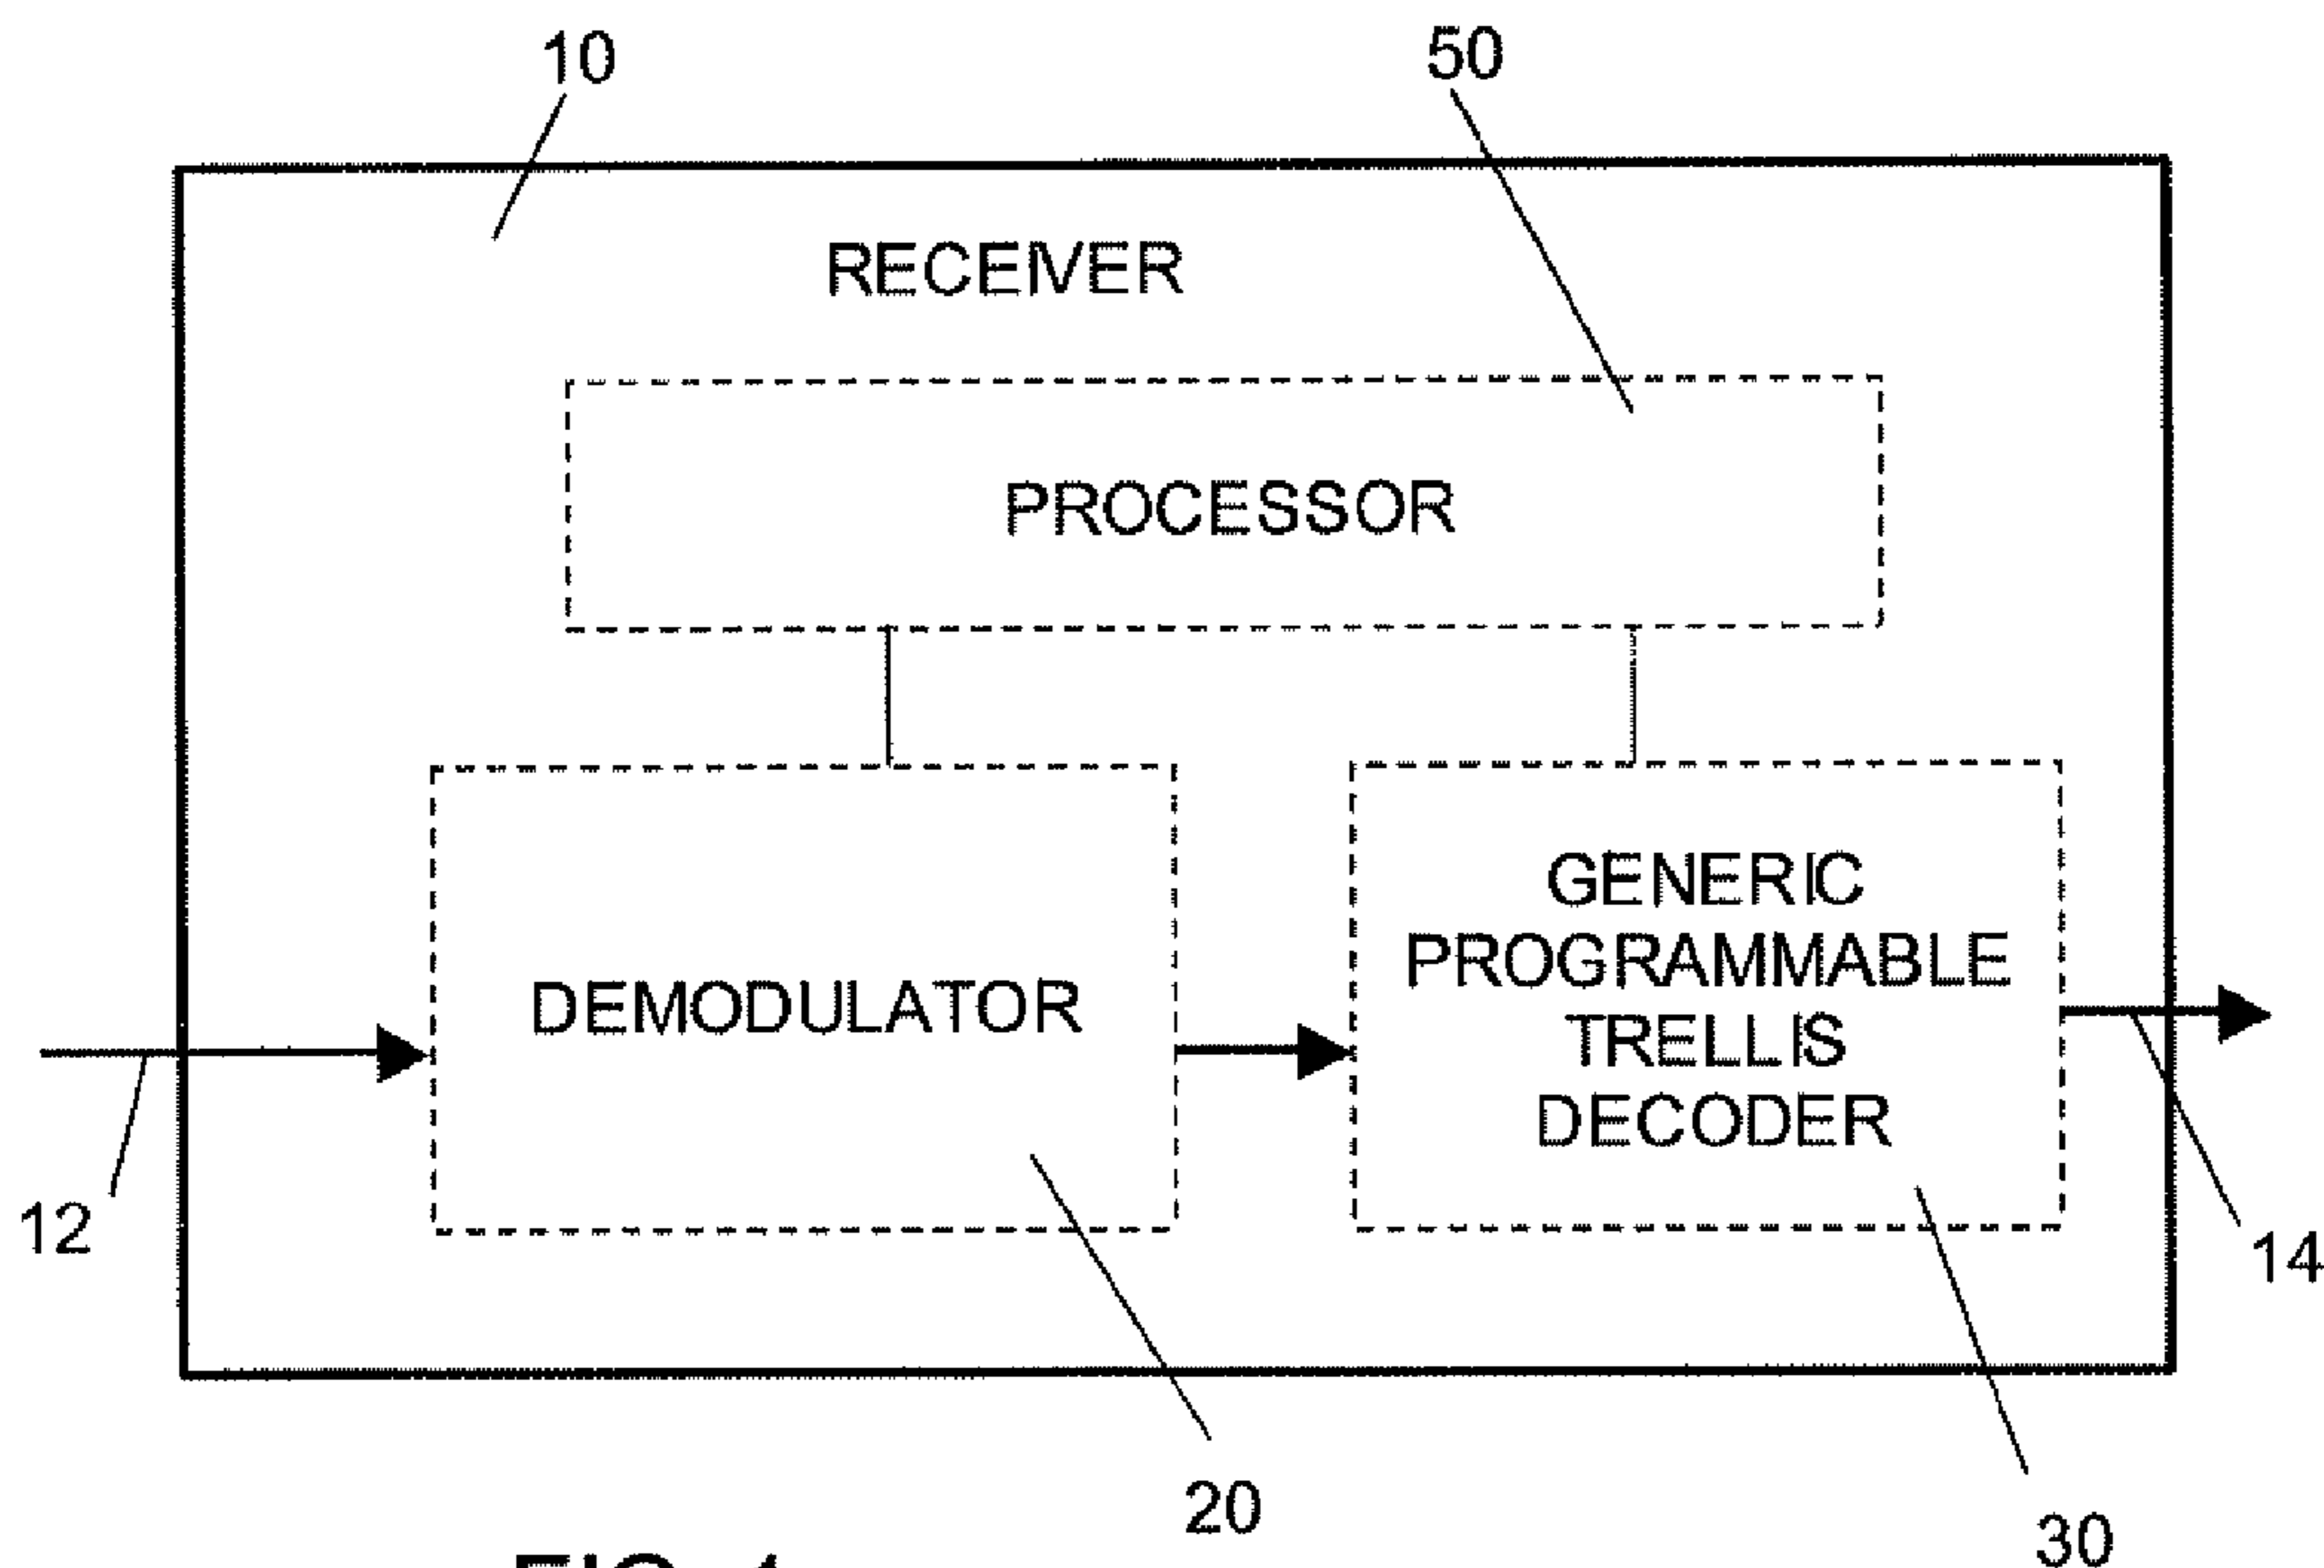 10
50
RECEIVER
PROCESSOR
GENERIC
PROGRAMMABLE
TRELLIS
DECODER
DEMODULATOR
12
14
20
30